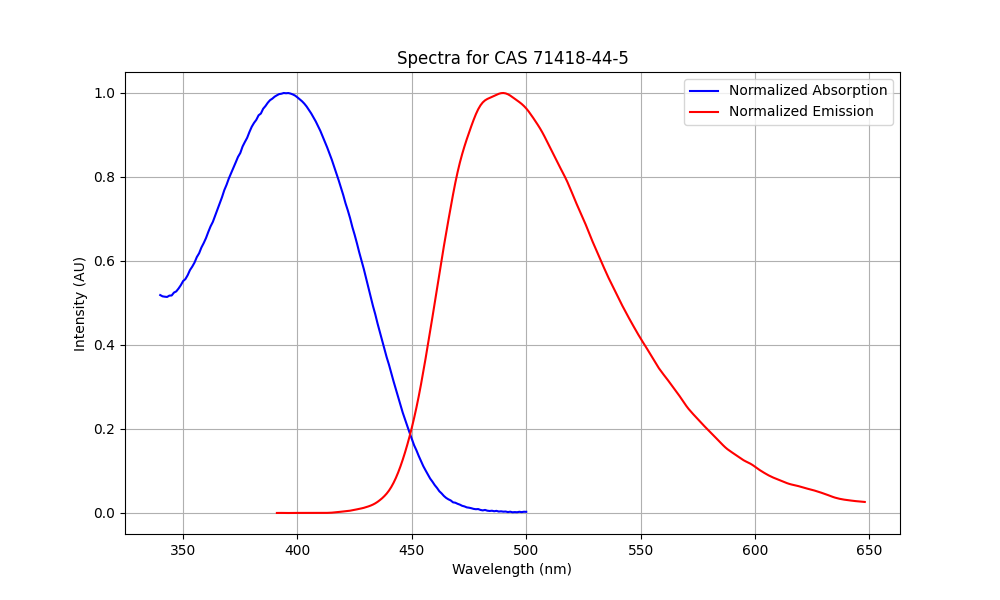 Spectra for CAS 71418-44-5
Normalized Absorption
Normalized Emission
1.0
0.8
0.6
0.4
0.2
0.0
Intensity (AU)
350 400 450 500 550 600 650
Wavelength (nm)